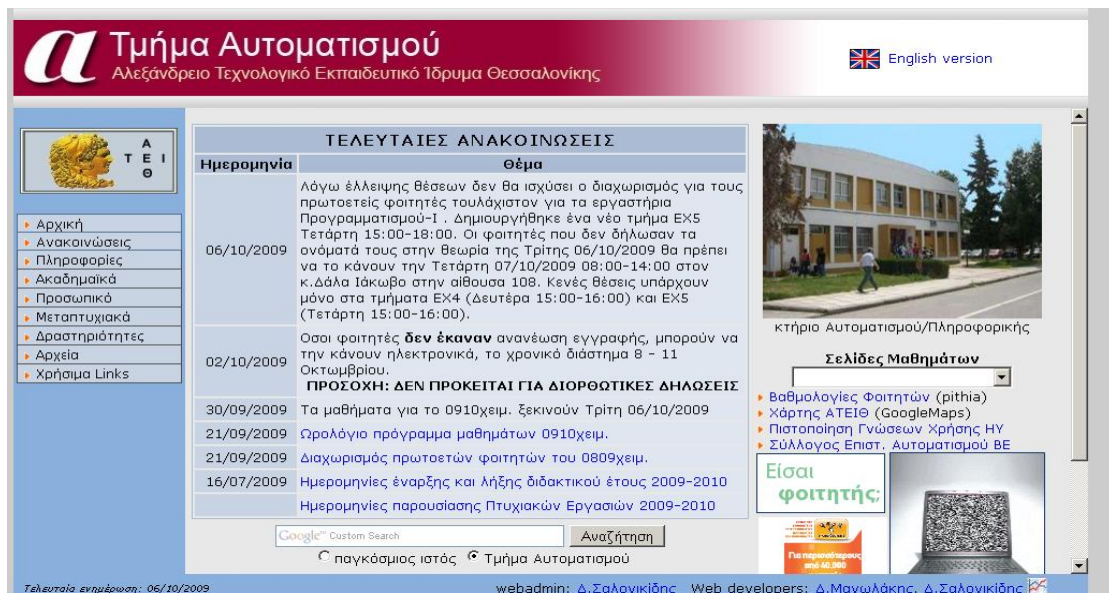 Τμήμα Αυτοματισμού
Αλεξάνδρειο Τεχνολογικό Εκπαιδευτικό Ίδρυμα Θεσσαλονίκης
English version
Α
Τ Ε Ι
Θ
Αρχική
Ανακοινώσεις
Πληροφορίες
Ακαδημαϊκά
Προσωπικό
Μεταπτυχιακά
Δραστηριότητες
Αρχεία
Χρήσιμα Links
ΤΕΛΕΥΤΑΙΕΣ ΑΝΑΚΟΙΝΩΣΕΙΣ
Ημερομηνία Θέμα
06/10/2009
Λόγω έλλειψης θέσεων δεν θα ισχύσει ο διαχωρισμός για τους
πρωτοετείς φοιτητές τουλάχιστον για τα εργαστήρια
Προγραμματισμού-Ι . Δημιουργήθηκε ένα νέο τμήμα ΕΧ5
Τετάρτη 15:00-18:00. Οι φοιτητές που δεν δήλωσαν τα
ονόματά τους στην θεωρία της Τρίτης 06/10/2009 θα πρέπει
να το κάνουν την Τετάρτη 07/10/2009 08:00-14:00 στον
κ.Δάλα Ιάκωβο στην αίθουσα 108. Κενές θέσεις υπάρχουν
μόνο στα τμήματα ΕΧ4 (Δευτέρα 15:00-16:00) και ΕΧ5
(Τετάρτη 15:00-16:00).
02/10/2009
Οσοι φοιτητές δεν έκαναν ανανέωση εγγραφής, μπορούν να
την κάνουν ηλεκτρονικά, το χρονικό διάστημα 8 - 11
Οκτωμβρίου.
ΠΡΟΣΟΧΗ: ΔΕΝ ΠΡΟΚΕΙΤΑΙ ΓΙΑ ΔΙΟΡΘΩΤΙΚΕΣ ΔΗΛΩΣΕΙΣ
30/09/2009 Τα μαθήματα για το 0910χειμ. ξεκινούν Τρίτη 06/10/2009
21/09/2009 Ωρολόγιο πρόγραμμα μαθημάτων 0910χειμ.
21/09/2009 Διαχωρισμός πρωτοετών φοιτητών του 0809χειμ.
16/07/2009 Ημερομηνίες έναρξης και λήξης διδακτικού έτους 2009-2010
Ημερομηνίες παρουσίασης Πτυχιακών Εργασιών 2009-2010
Google Custom Search Αναζήτηση
παγκόσμιος ιστός Τμήμα Αυτοματισμού
κτήριο Αυτοματισμού/Πληροφορικής
Σελίδες Μαθημάτων
Βαθμολογίες Φοιτητών (pithia)
Χάρτης ΑΤΕΙΘ (GoogleMaps)
Πιστοποίηση Γνώσεων Χρήσης ΗΥ
Σύλλογος Επιστ. Αυτοματισμού ΒΕ
Είσαι
φοιτητής;
Για περισσότερους
από 40.000
Τελευταία ενημέρωση: 06/10/2009
webadmin: Δ.Σαλονικίδης Web developers: Δ.Μανωλάκης, Δ.Σαλονικίδης